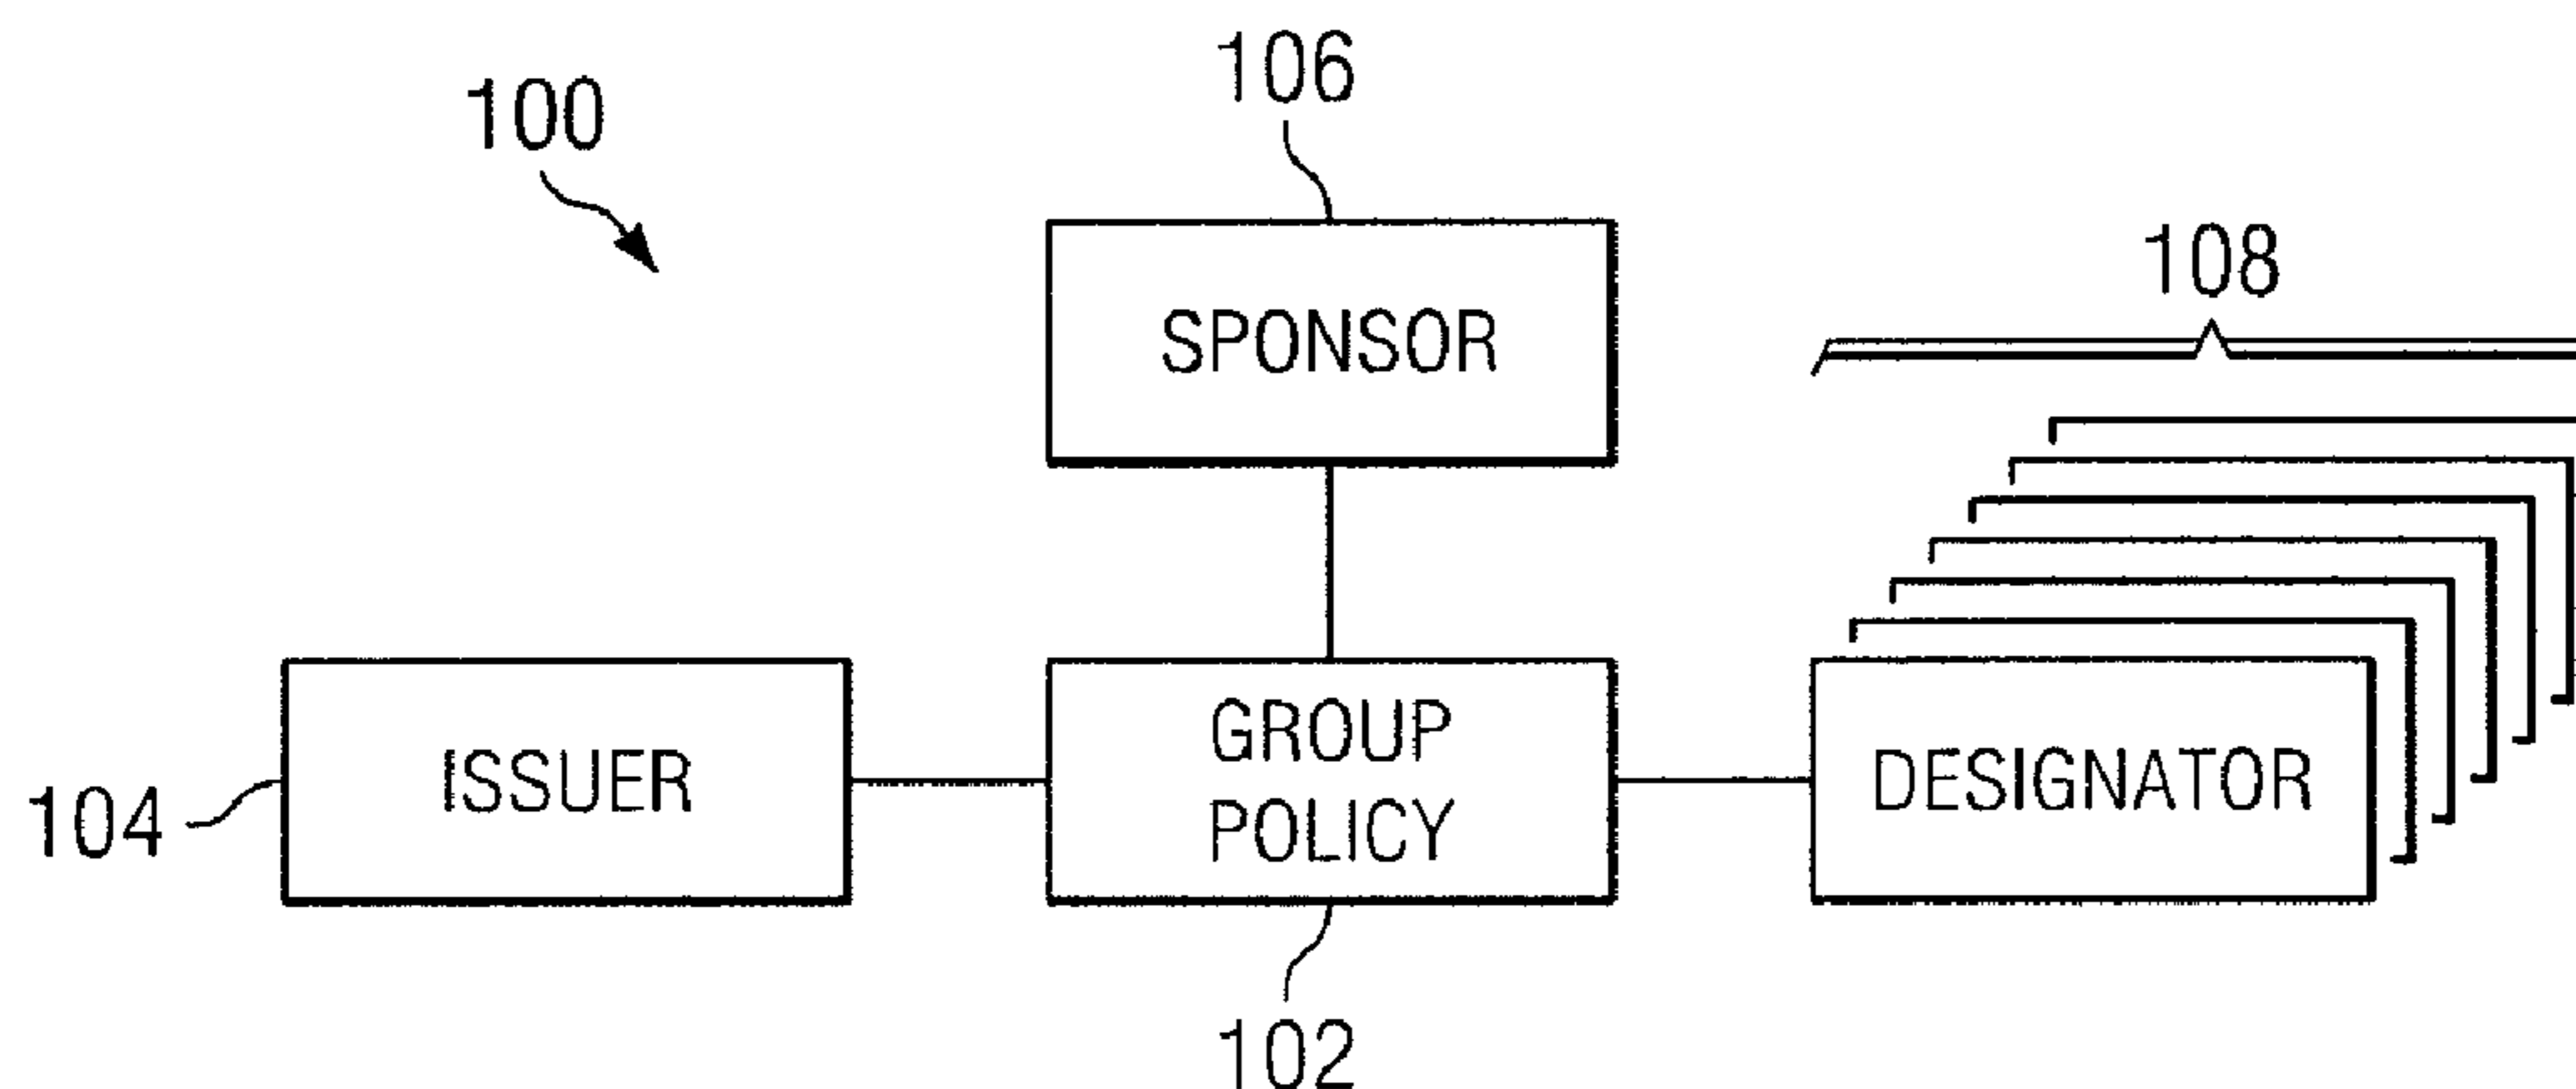 106
100
108
SPONSOR
GROUP
POLICY
ISSUER
DESIGNATOR
104
102